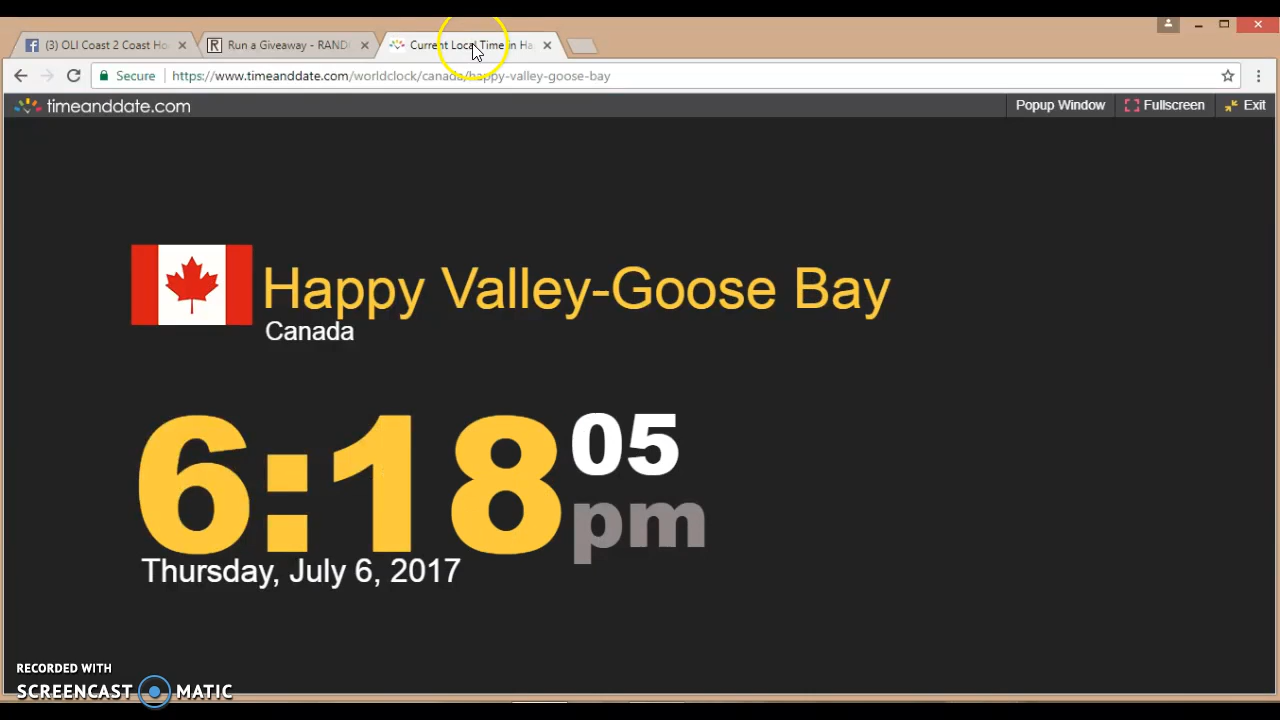 (3) OLI Coast 2 Coast Ho
Run a Giveaway - RAND
Current Local Time in Ha
Secure
https://www.timeanddate.com/worldclock/canada/happy-valley-goose-bay
timeanddate.com
Popup Window
Fullscreen
Exit
Happy Valley-Goose Bay
Canada
6:18 05 pm
Thursday, July 6, 2017
RECORDED WITH
SCREENCAST MATIC